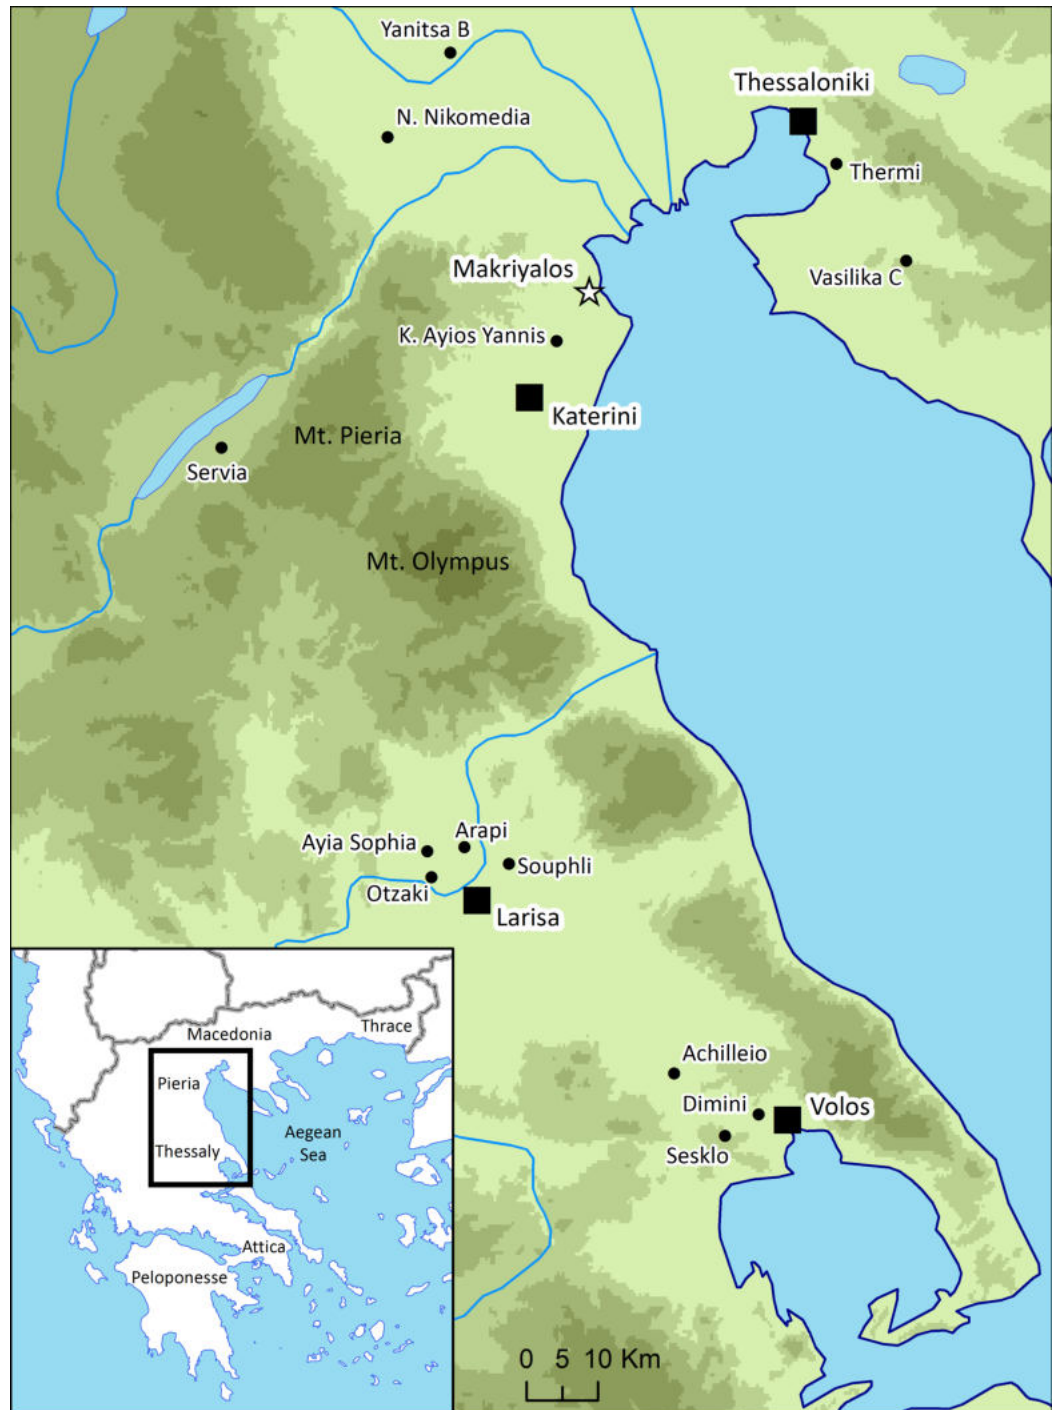 Yanitsa B
Thessaloniki
N. Nikomedia
Thermi
Makriyalos
Vasilika C
K. Ayios Yannis
Katerini
Mt. Pieria
Servia
Mt. Olympus
Arapi
Ayia Sophia
Souphli
Otzaki
Larisa
Achilleio
Dimini
Volos
Sesklo
0 5 10 Km
Thrace
Macedonia
Pieria
Aegean
Sea
Thessaly
Attica
Peloponesse